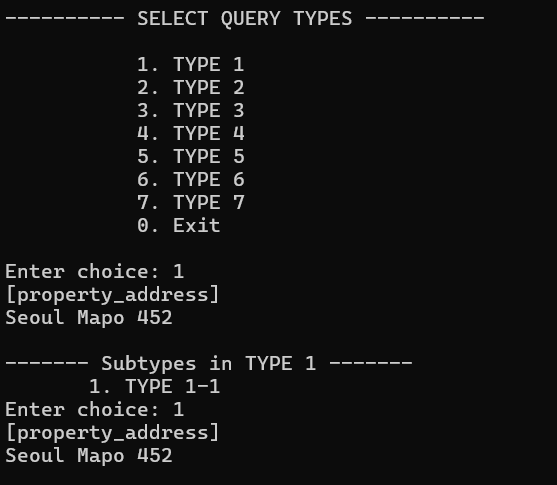 ---------- SELECT QUERY TYPES ----------
1. TYPE 1
2. TYPE 2
3. TYPE 3
4. TYPE 4
5. TYPE 5
6. TYPE 6
7. TYPE 7
0. Exit
Enter choice: 1
[property_address]
Seoul Mapo 452
------- Subtypes in TYPE 1 -------
1. TYPE 1-1
Enter choice: 1
[property_address]
Seoul Mapo 452